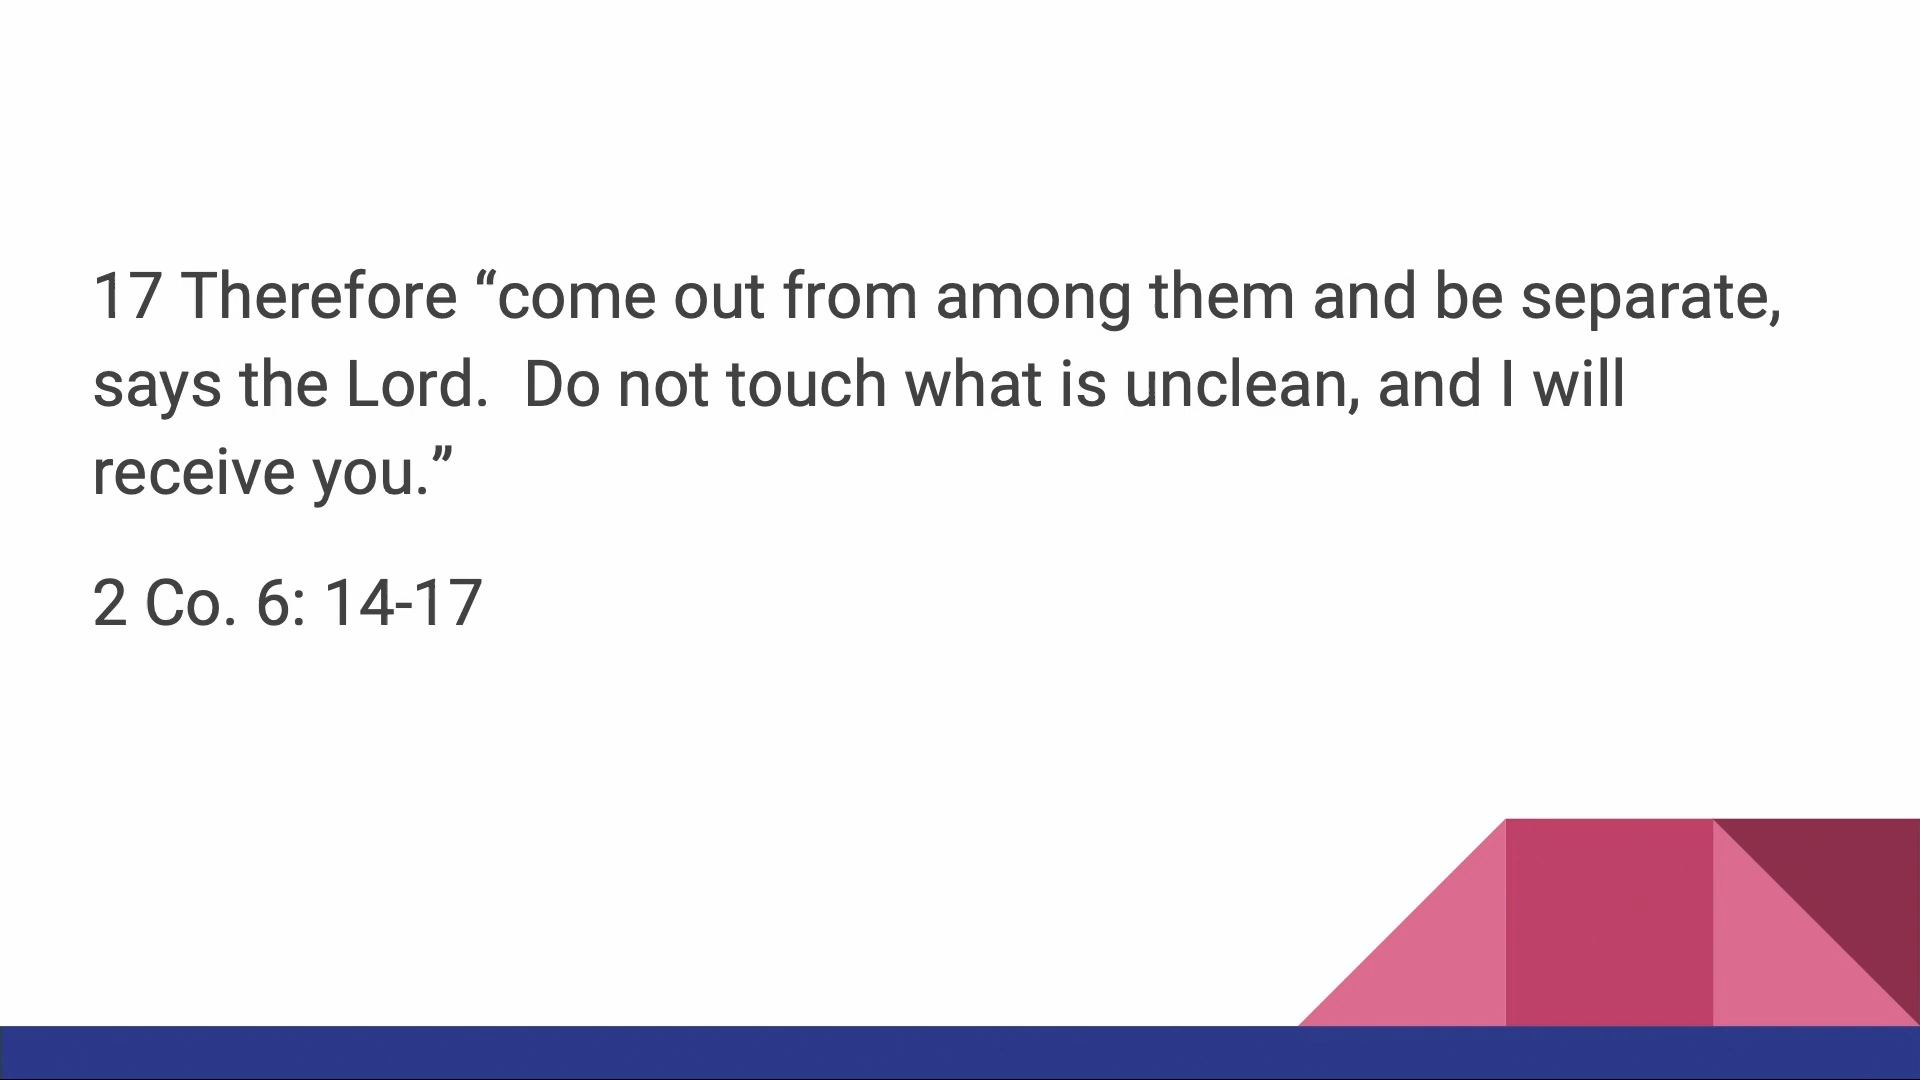 17 Therefore “come out from among them and be separate,
says the Lord.  Do not touch what is unclean, and I will
receive you.”
2 Co. 6: 14-17